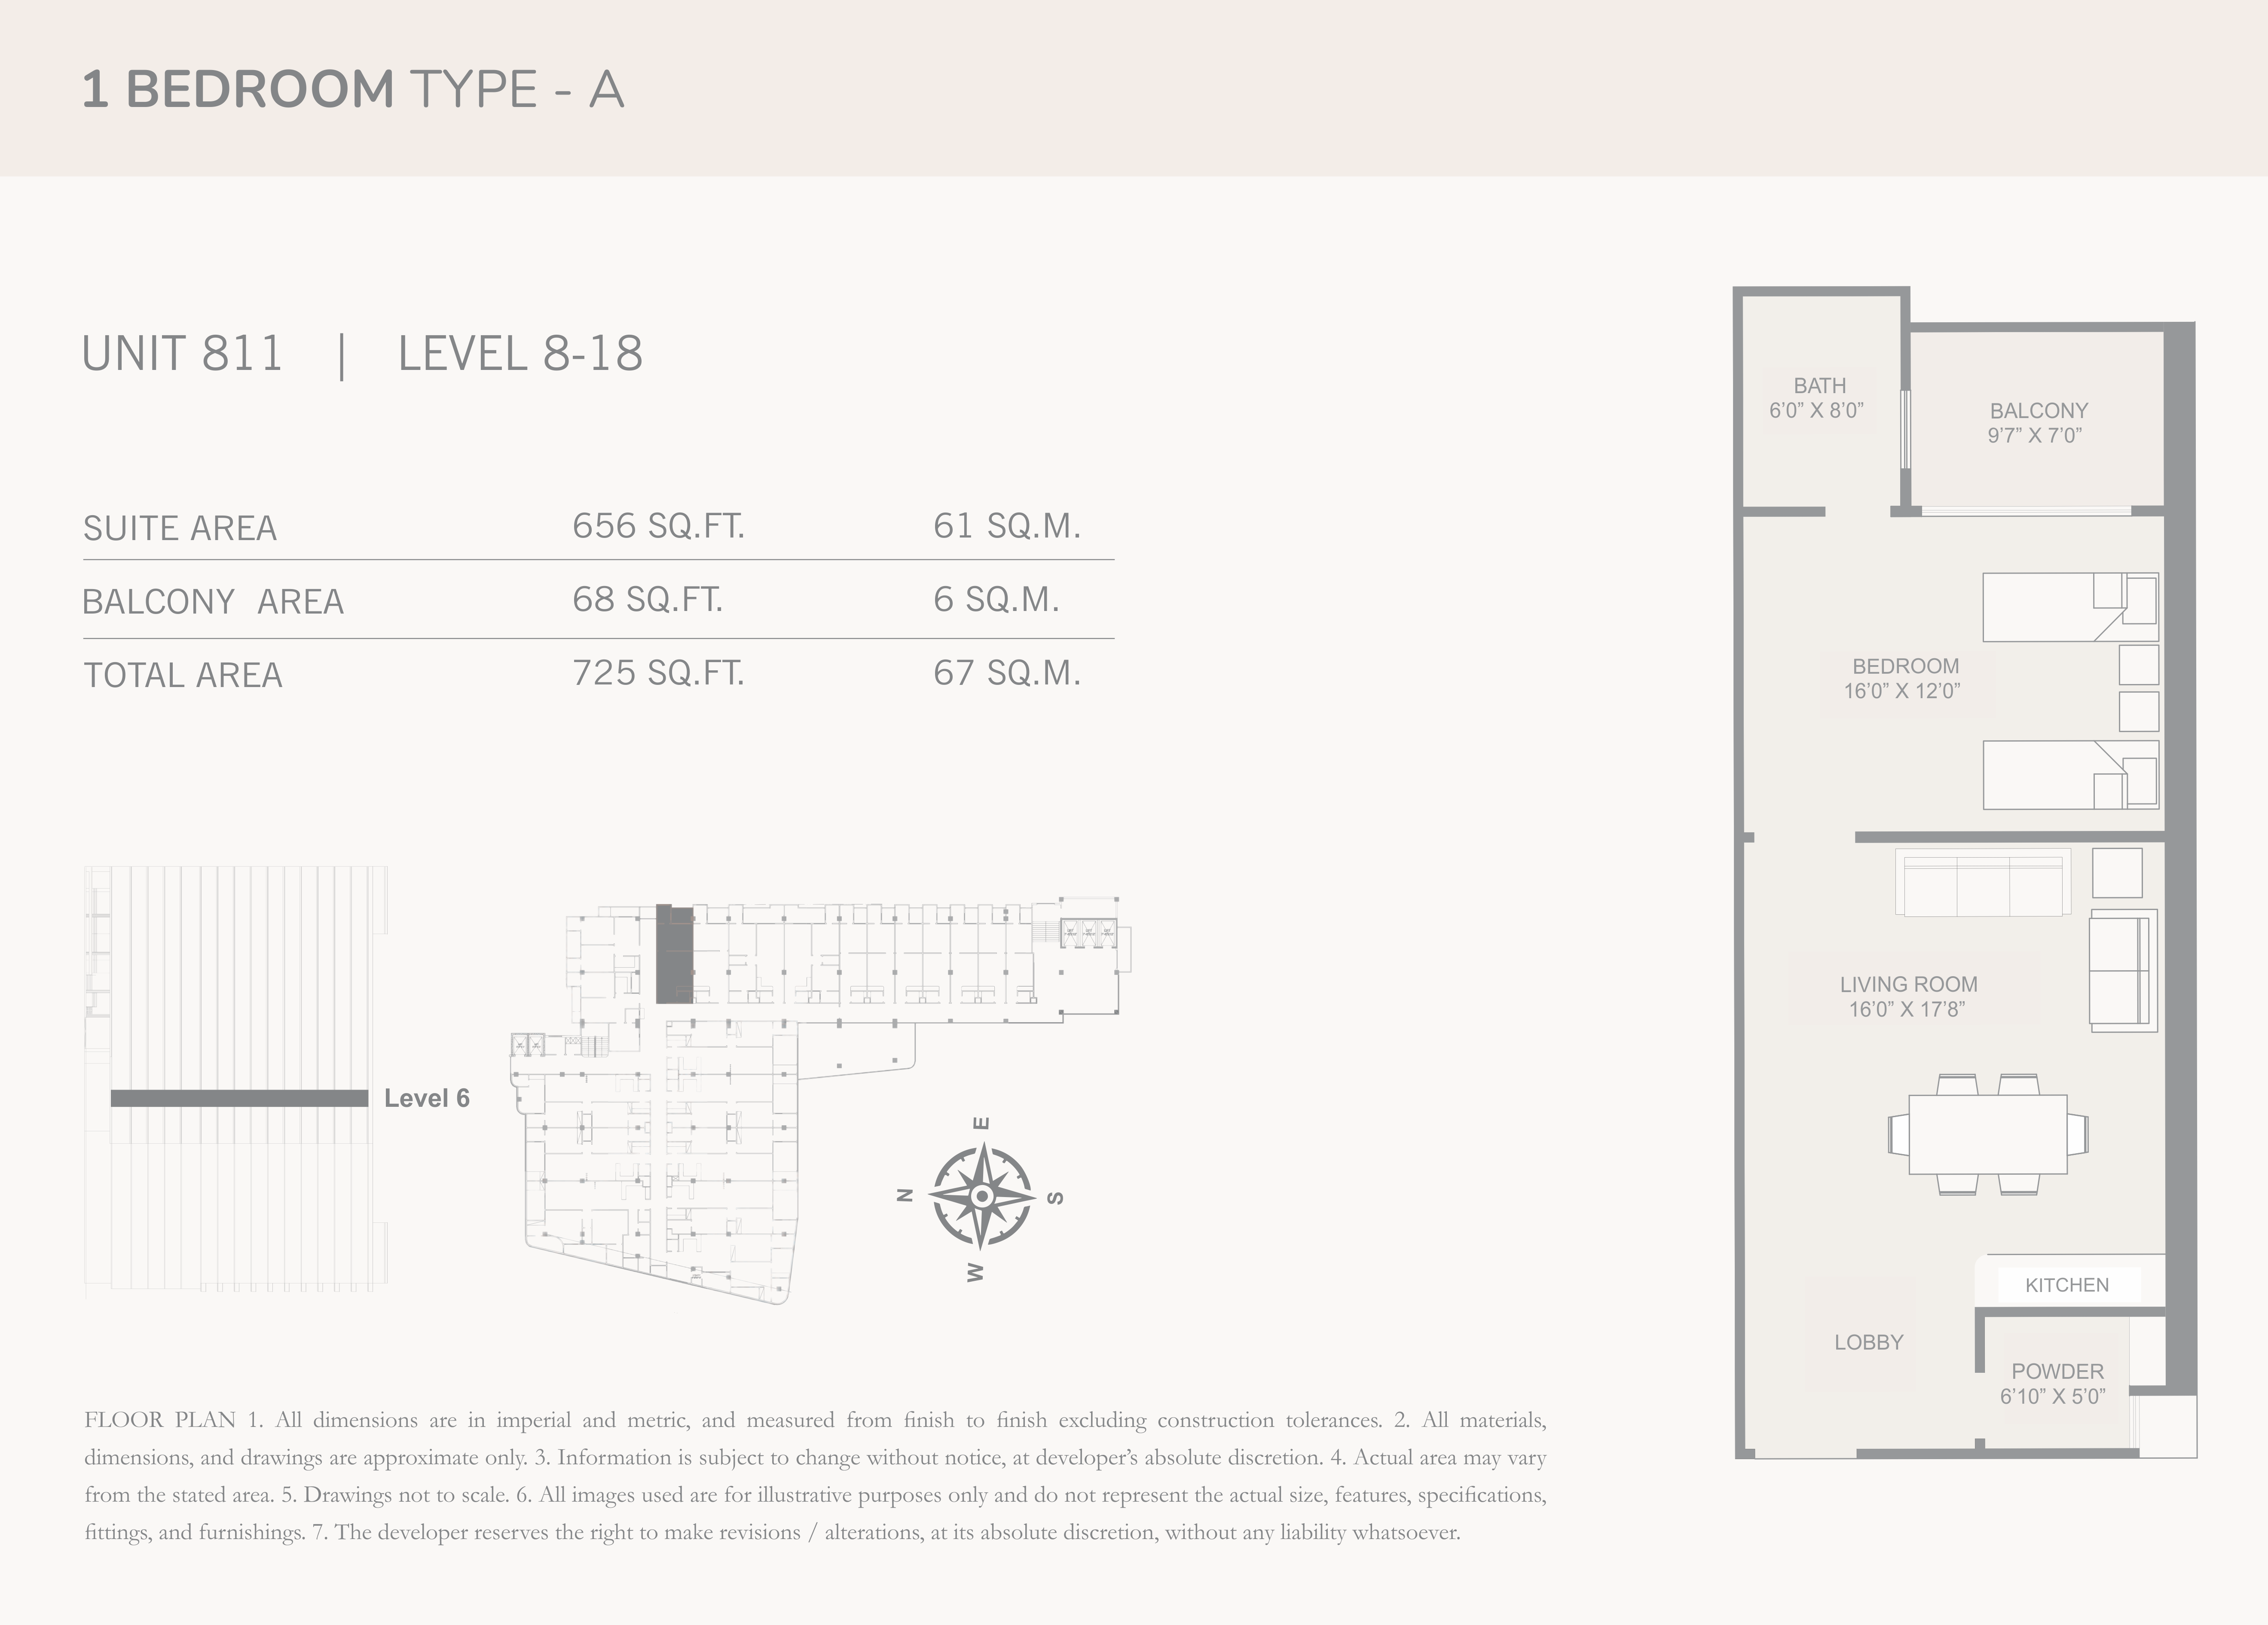 1 BEDROOM TYPE - A
UNIT 811 | LEVEL 8-18
SUITE AREA 656 SQ.FT. 61 SQ.M.
BALCONY AREA 68 SQ.FT. 6 SQ.M.
TOTAL AREA 725 SQ.FT. 67 SQ.M.
Level 6
E
N
S
W
FLOOR PLAN 1. All dimensions are in imperial and metric, and measured from finish to finish excluding construction tolerances. 2. All materials,
dimensions, and drawings are approximate only. 3. Information is subject to change without notice, at developer’s absolute discretion. 4. Actual area may vary
from the stated area. 5. Drawings not to scale. 6. All images used are for illustrative purposes only and do not represent the actual size, features, specifications,
fittings, and furnishings. 7. The developer reserves the right to make revisions / alterations, at its absolute discretion, without any liability whatsoever.
BATH
6’0” X 8’0”
BALCONY
9’7” X 7’0”
BEDROOM
16’0” X 12’0”
LIVING ROOM
16’0” X 17’8”
KITCHEN
LOBBY
POWDER
6’10” X 5’0”